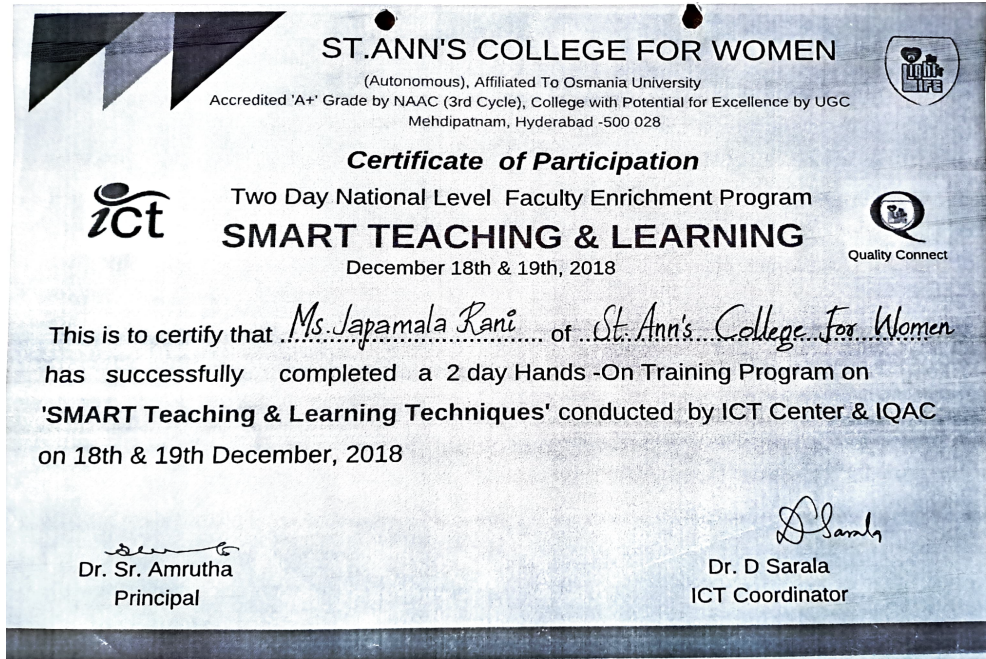 ST.ANN'S COLLEGE FOR WOMEN
(Autonomous), Affiliated To Osmania University
Accredited 'A+' Grade by NAAC (3rd Cycle), College with Potential for Excellence by UGC
Mehdipatnam, Hyderabad -500 028
Light
LIFE
Certificate of Participation
ict
Two Day National Level Faculty Enrichment Program
SMART TEACHING & LEARNING
December 18th & 19th, 2018
Quality Connect
This is to certify that Ms. Japamala Rani of St. Ann's College For Women
has successfully completed a 2 day Hands -On Training Program on
'SMART Teaching & Learning Techniques' conducted by ICT Center & IQAC
on 18th & 19th December, 2018
D Sarala
Dr. Sr. Amrutha
Principal
Dr. D Sarala
ICT Coordinator